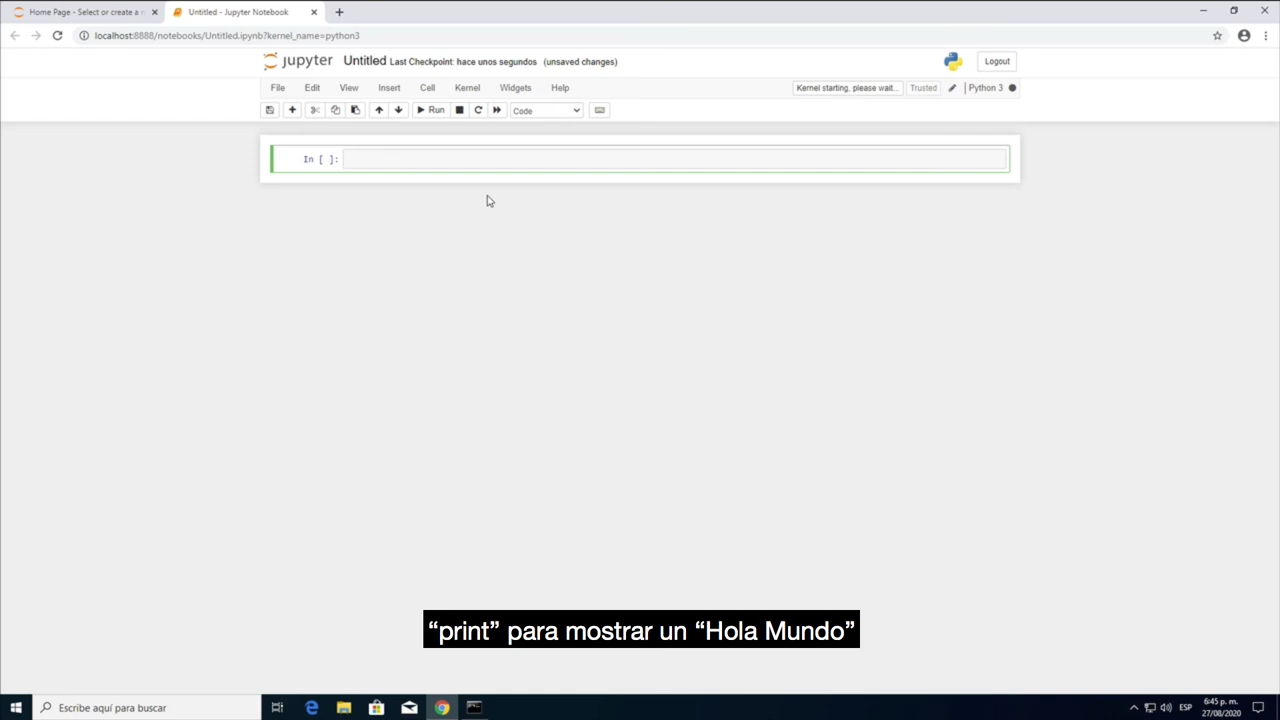 Home Page - Select or create a n
Untitled - Jupyter Notebook
localhost:8888/notebooks/Untitled.ipynb?kernel_name=python3
jupyter Untitled Last Checkpoint: hace unos segundos (unsaved changes) Logout
File Edit View Insert Cell Kernel Widgets Help Kernel starting, please wait... Trusted Python 3
Run Code
In [ ]:
“print” para mostrar un “Hola Mundo”
Escribe aquí para buscar
ESP
6:45 p. m.
27/08/2020